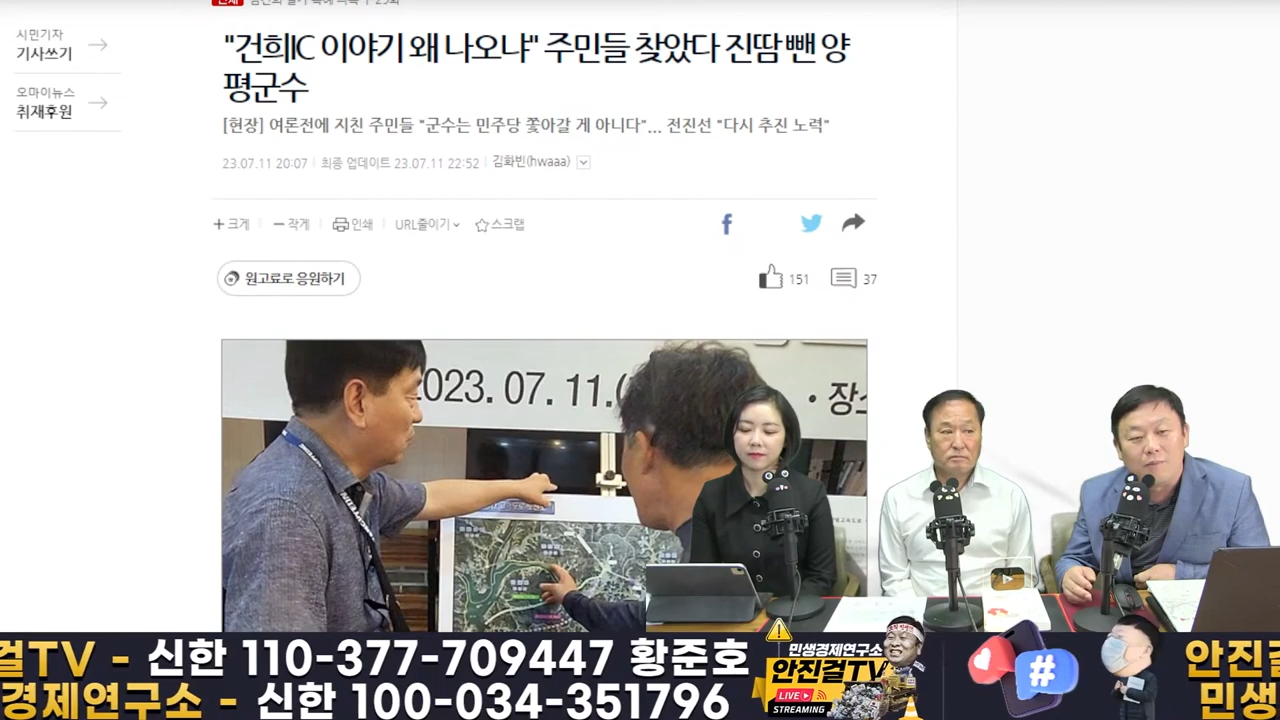 시민기자
기사쓰기
오마이뉴스
취재후원
"건희IC 이야기 왜 나오냐" 주민들 찾았다 진땀 뺀 양
평군수
[현장] 여론전에 지친 주민들 "군수는 민주당 쫓아갈 게 아니다"... 전진선 "다시 추진 노력"
23.07.11 20:07 최종 업데이트 23.07.11 22:52 김화빈(hwaaa)
+ 크게 - 작게 인쇄 URL줄이기 스크랩
원고료로 응원하기
151 37
2023. 07. 11.(
• 장소
걸TV - 신한 110-377-709447 황준호
경제연구소 - 신한 100-034-351796
민생경제연구소
안진걸TV
LIVE
STREAMING
#
안진걸
민생